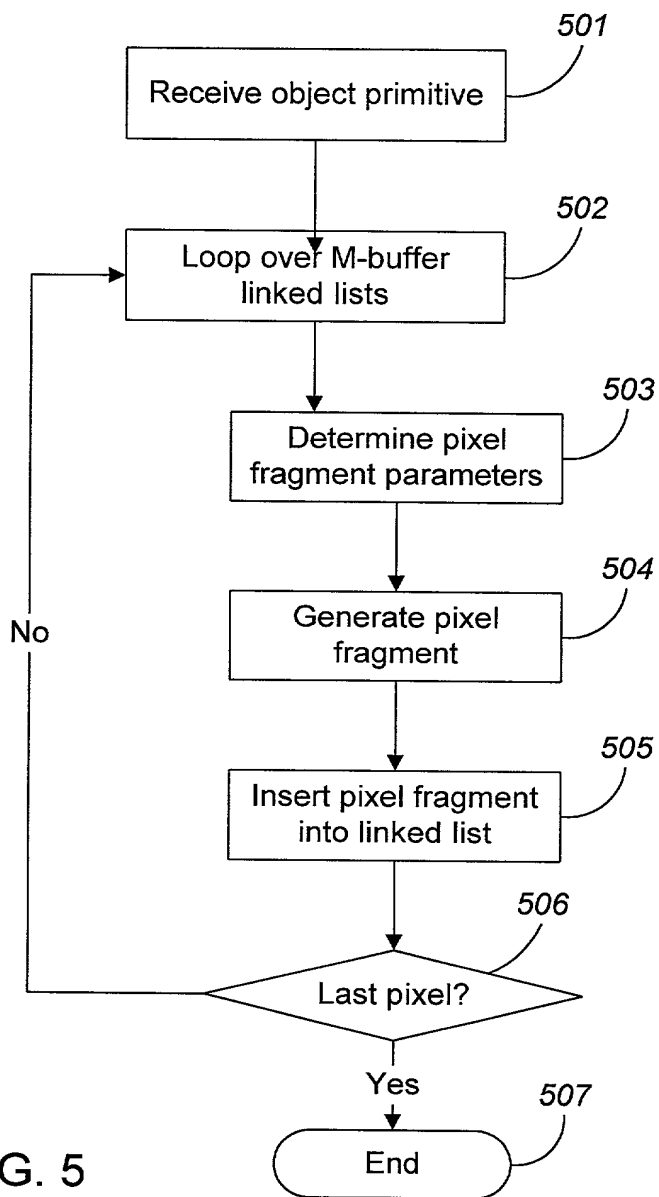 501
Receive object primitive
502
Loop over M-buffer
linked lists
503
Determine pixel
fragment parameters
504
Generate pixel
fragment
No
505
Insert pixel fragment
into linked list
506
Last pixel?
Yes
507
End
G. 5